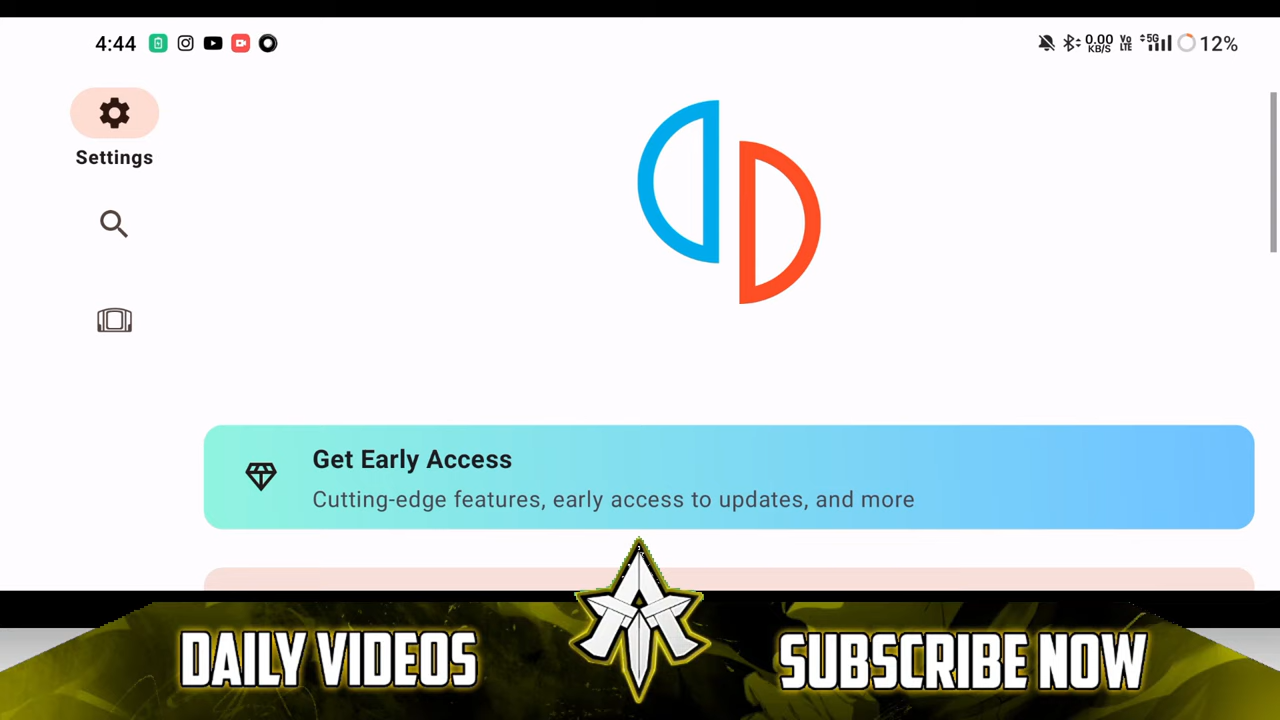 4:44
0.00 KB/S Vo LTE 5G 12%
Settings
Get Early Access
Cutting-edge features, early access to updates, and more
DAILY VIDEOS
SUBSCRIBE NOW